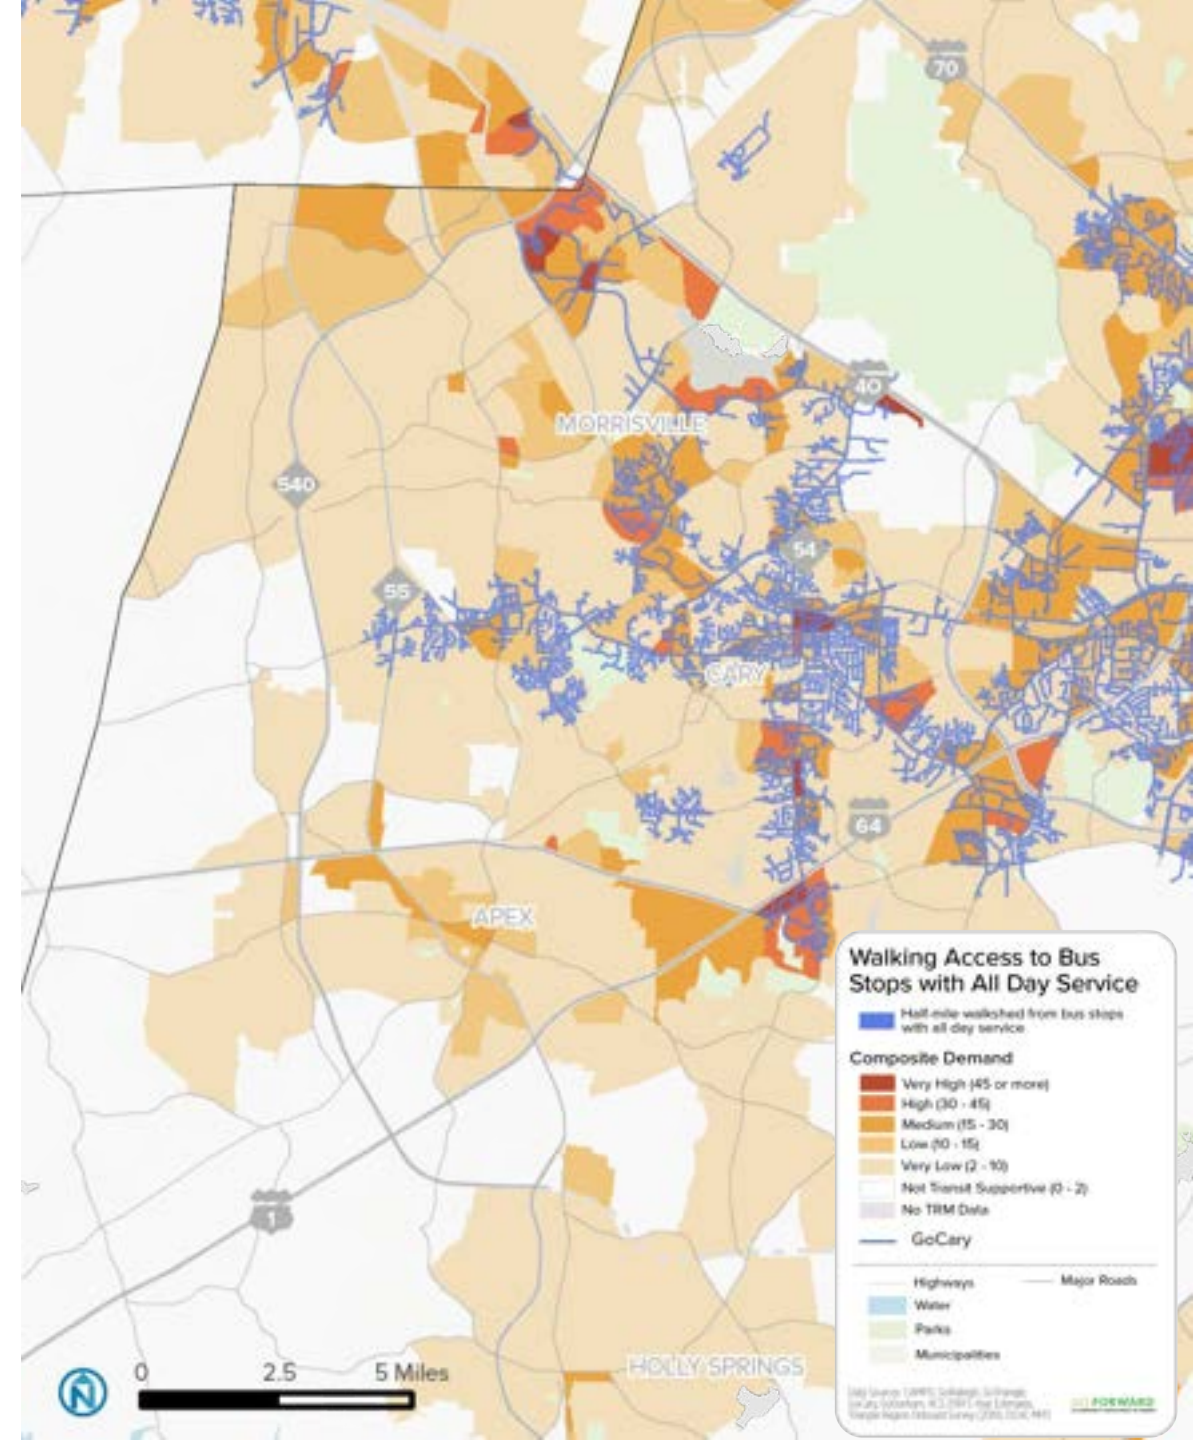 70
40
MORRISVILLE
540
54
55
CARY
64
APEX
1
HOLLY SPRINGS
N
0 2.5 5 Miles
Walking Access to Bus
Stops with All Day Service
Half-mile walkshed from bus stops
with all day service
Composite Demand
Very High (45 or more)
High (30 - 45)
Medium (15 - 30)
Low (10 - 15)
Very Low (2 - 10)
Not Transit Supportive (0 - 2)
No TRM Data
GoCary
Highways
Major Roads
Water
Parks
Municipalities
FORWARD